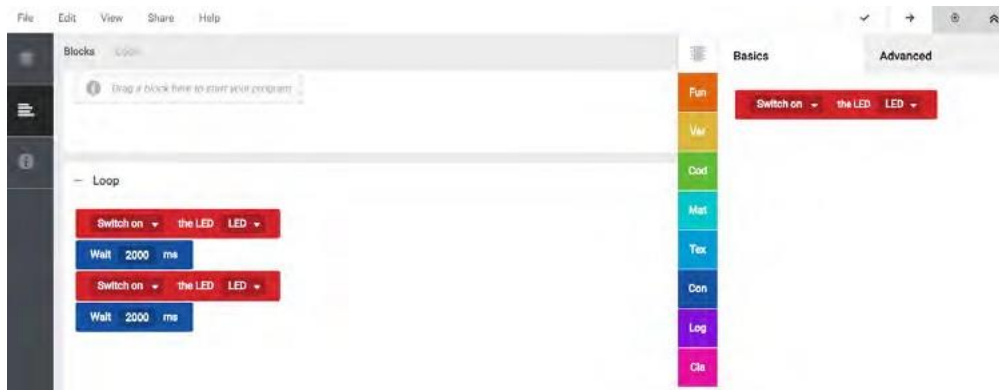 File Edit View Share Help
Blocks
Drag a block here to start your program
Basics Advanced
Fun
Var
Cod
Mat
Tex
Con
Log
Cla
Switch on the LED LED
Loop
Switch on the LED LED
Wait 2000 ms
Switch on the LED LED
Wait 2000 ms